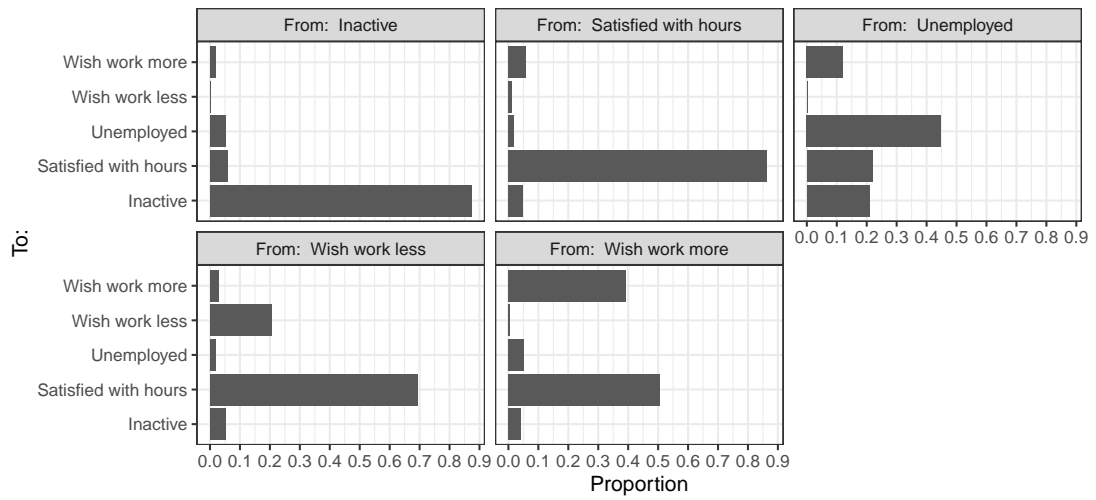 From: Inactive
From: Satisfied with hours
From: Unemployed
Wish work more
Wish work less
Unemployed
Satisfied with hours
Inactive
0.0 0.1 0.2 0.3 0.4 0.5 0.6 0.7 0.8 0.9
To:
From: Wish work less
From: Wish work more
Wish work more
Wish work less
Unemployed
Satisfied with hours
Inactive
0.0 0.1 0.2 0.3 0.4 0.5 0.6 0.7 0.8 0.9
0.0 0.1 0.2 0.3 0.4 0.5 0.6 0.7 0.8 0.9
Proportion